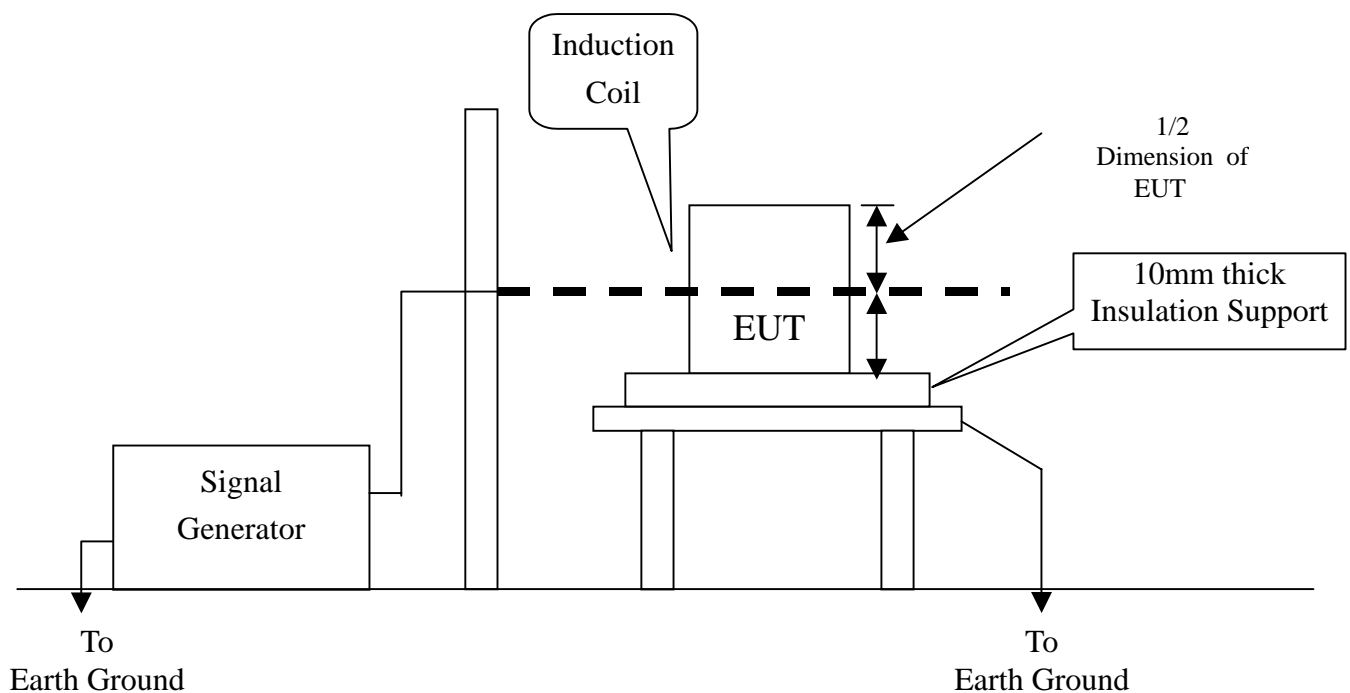 Induction
Coil
1/2
Dimension of
EUT
10mm thick
Insulation Support
EUT
Signal
Generator
To
Earth Ground
To
Earth Ground